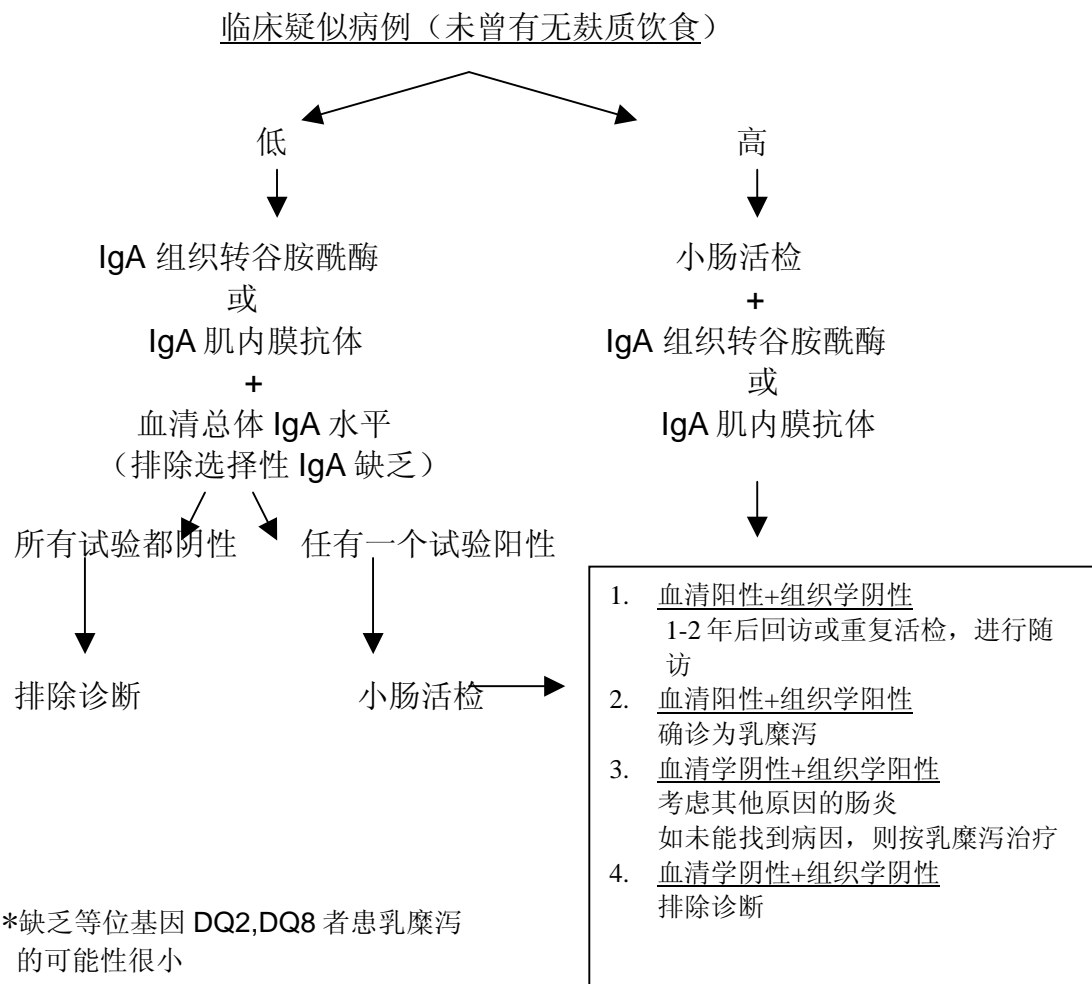 临床疑似病例（未曾有无麸质饮食）
低
高
IgA 组织转谷胺酰酶
或
IgA 肌内膜抗体
+
血清总体 IgA 水平
（排除选择性 IgA 缺乏）
小肠活检
+
IgA 组织转谷胺酰酶
或
IgA 肌内膜抗体
所有试验都阴性
任有一个试验阳性
排除诊断
小肠活检
1. 血清阳性+组织学阴性
1-2 年后回访或重复活检，进行随
访
2. 血清阳性+组织学阳性
确诊为乳糜泻
3. 血清学阴性+组织学阳性
考虑其他原因的肠炎
如未能找到病因，则按乳糜泻治疗
4. 血清学阴性+组织学阴性
排除诊断
*缺乏等位基因 DQ2,DQ8 者患乳糜泻
的可能性很小